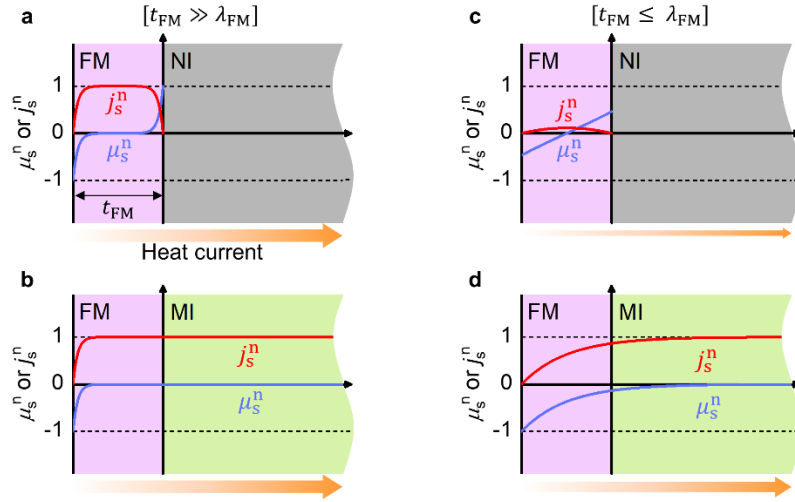 a
[t_FM ≫ λ_FM]
FM
NI
1
0
-1
μ_s^n or j_s^n
j_s^n
μ_s^n
t_FM
Heat current
b
FM
MI
1
0
-1
μ_s^n or j_s^n
j_s^n
μ_s^n
c
[t_FM ≤ λ_FM]
FM
NI
1
0
-1
μ_s^n or j_s^n
j_s^n
μ_s^n
d
FM
MI
1
0
-1
μ_s^n or j_s^n
j_s^n
μ_s^n